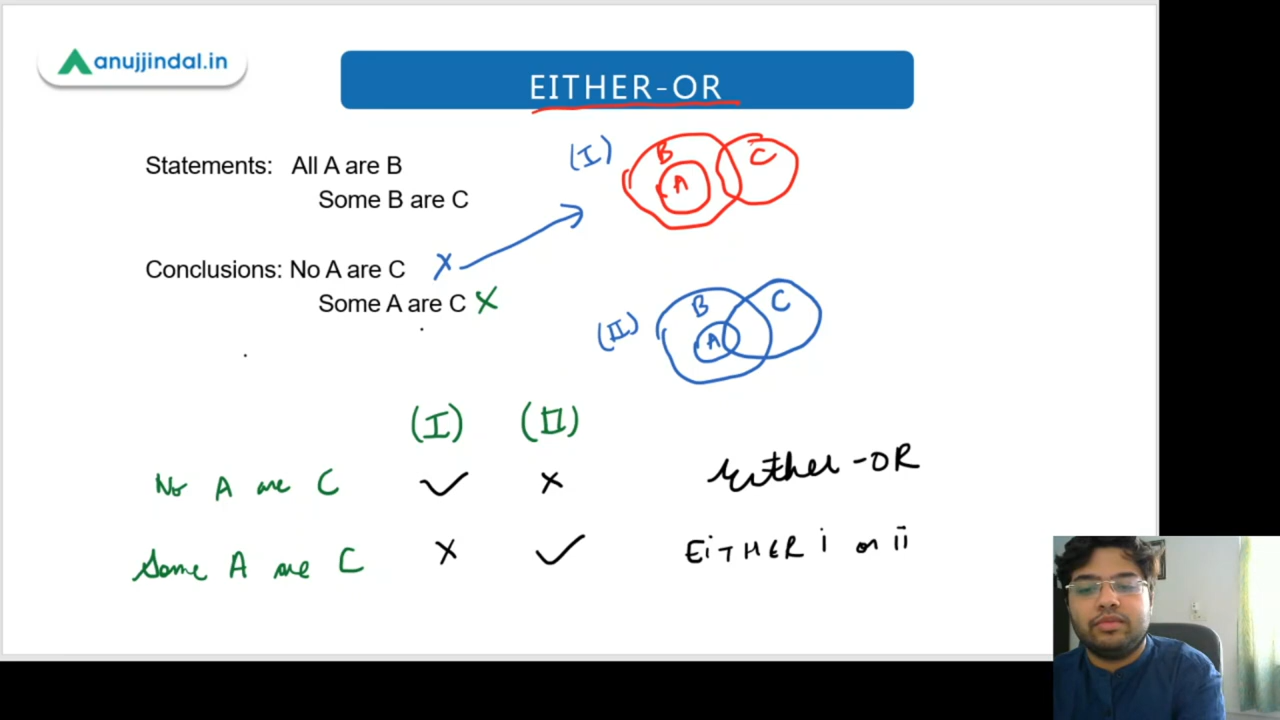 anujjindal.in
EITHER-OR
Statements: All A are B
Some B are C
Conclusions: No A are C X
Some A are C X
(I) B A C
(II) B A C
(I) (II)
No A are C ✓ X Either-OR
Some A are C X ✓ EiTHER i or ii